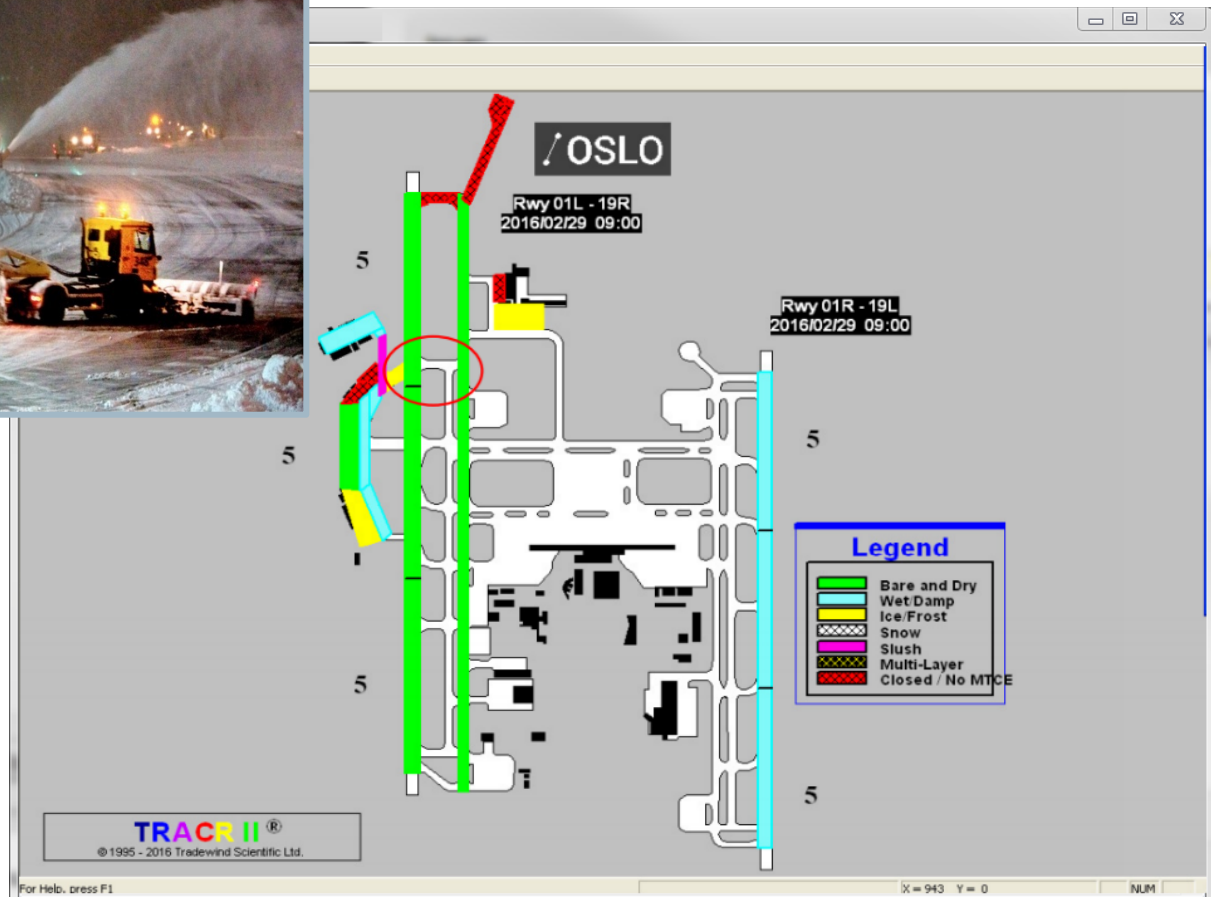 / OSLO
Rwy 01L - 19R
2016/02/29 09:00
5
Rwy 01R - 19L
2016/02/29 09:00
5
5
Legend
Bare and Dry
Wet/Damp
Ice/Frost
Snow
Slush
Multi-Layer
Closed / No MTCE
5
5
TRACR II ®
© 1995 - 2016 Tradewind Scientific Ltd.
For Help, press F1
X = 943 Y = 0
NUM